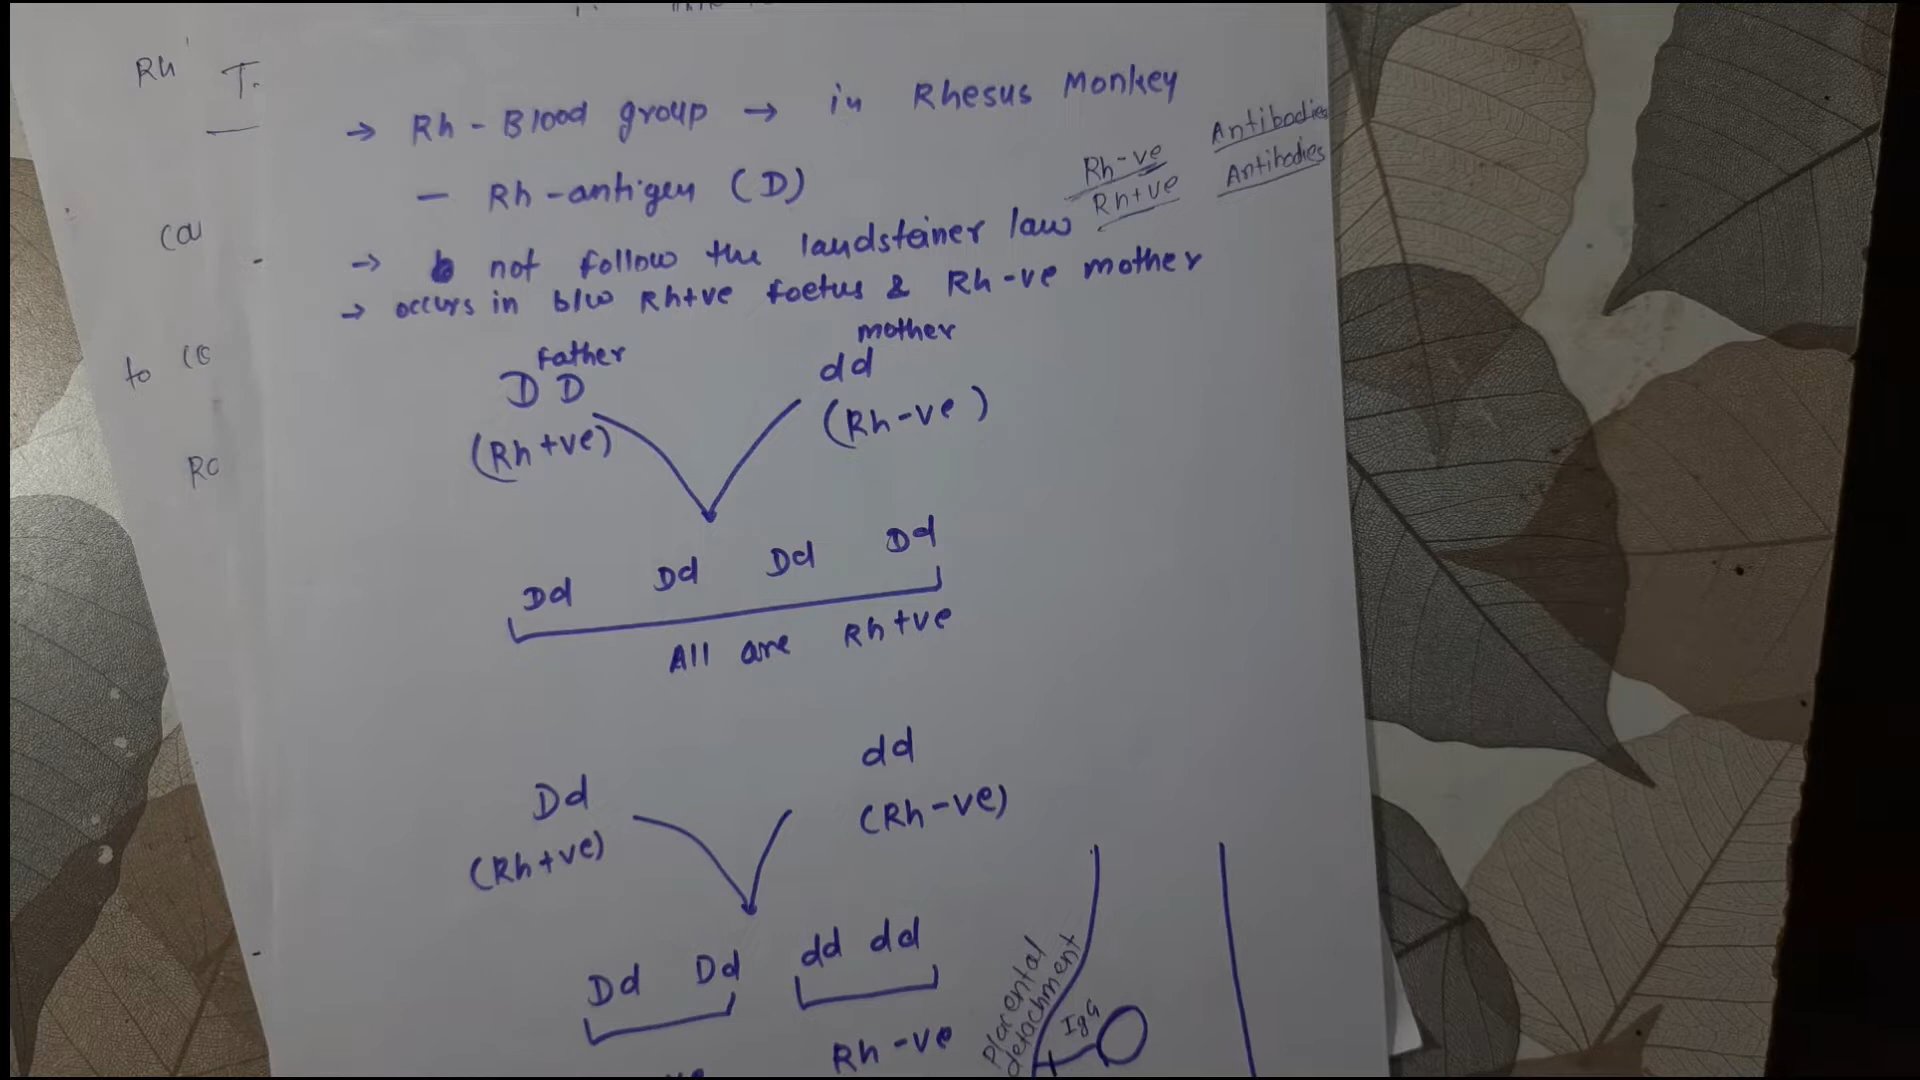 Rh
T.
→ Rh - Blood group → in Rhesus Monkey
- Rh - antigen (D)
Rh-ve Antibodies
Rh+ve Antibodies
→ not follow the landsteiner law
→ occurs in b/w Rh+ve foetus & Rh-ve mother
Father mother
DD dd
(Rh +ve) (Rh -ve)
Dd Dd Dd Dd
All are Rh+ve
Dd dd
(Rh +ve) (Rh -ve)
Dd Dd dd dd
Rh -ve
Placental
detachment
IgG
to